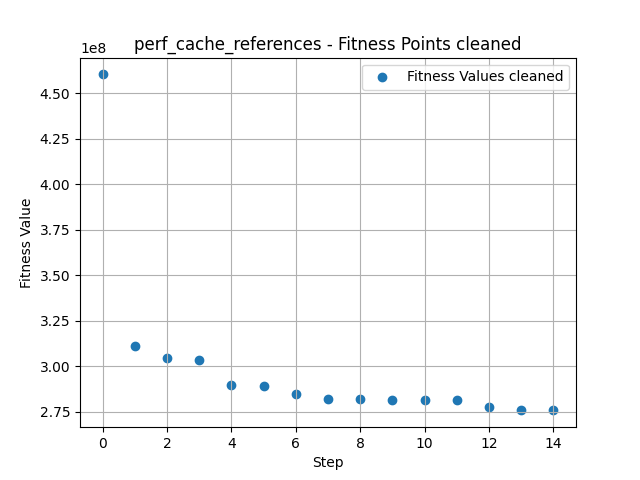 perf_cache_references - Fitness Points cleaned
1e8
Fitness Values cleaned
4.50
4.25
4.00
3.75
3.50
3.25
3.00
2.75
Fitness Value
0 2 4 6 8 10 12 14
Step